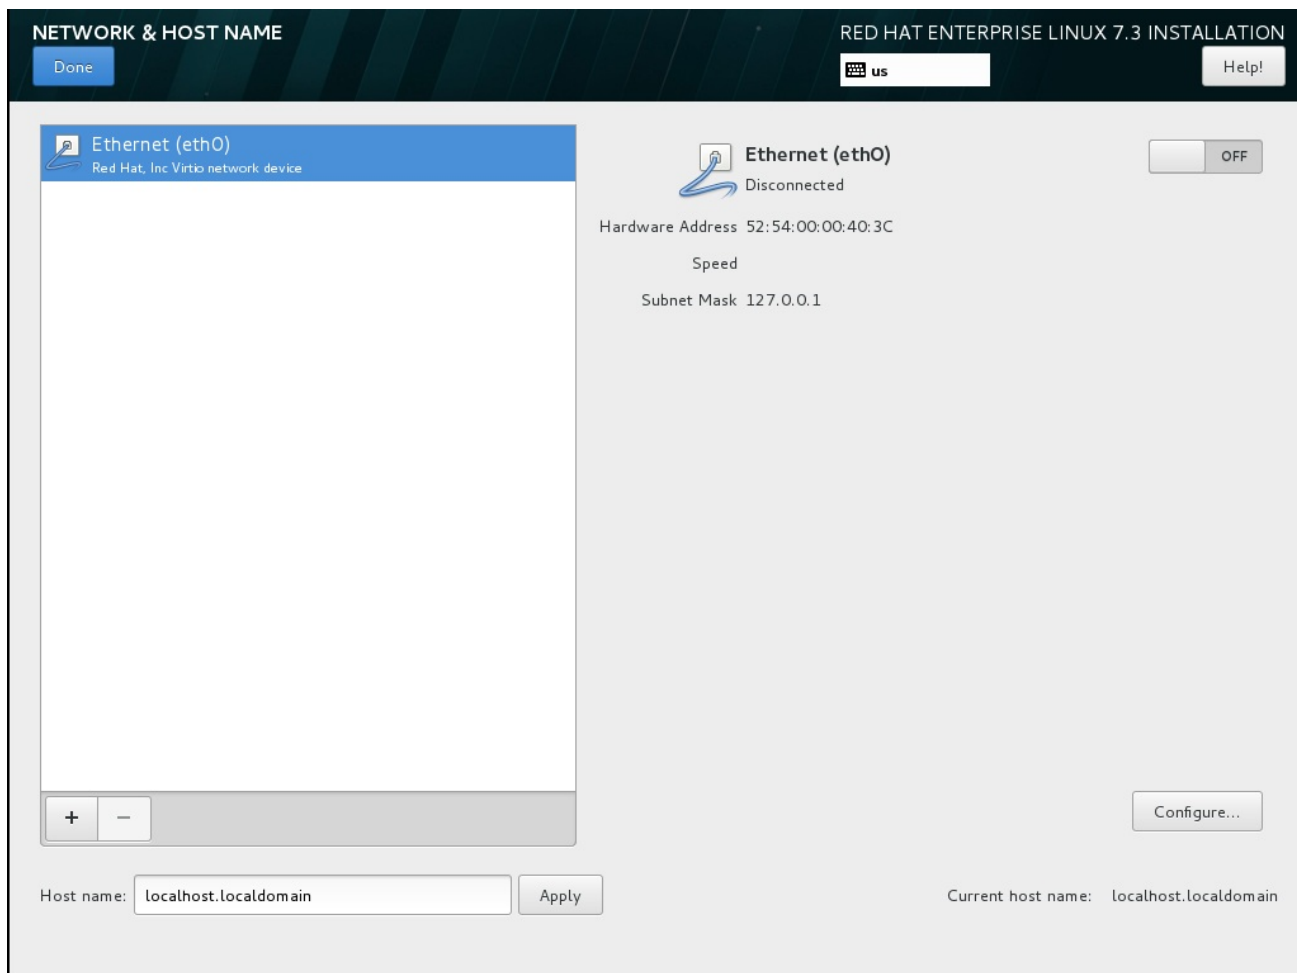 NETWORK & HOST NAME
RED HAT ENTERPRISE LINUX 7.3 INSTALLATION
Done
us
Help!
Ethernet (eth0)
Red Hat, Inc Virtio network device
Ethernet (eth0)
Disconnected
OFF
Hardware Address 52:54:00:00:40:3C
Speed
Subnet Mask 127.0.0.1
+ −
Configure...
Host name: localhost.localdomain Apply
Current host name: localhost.localdomain